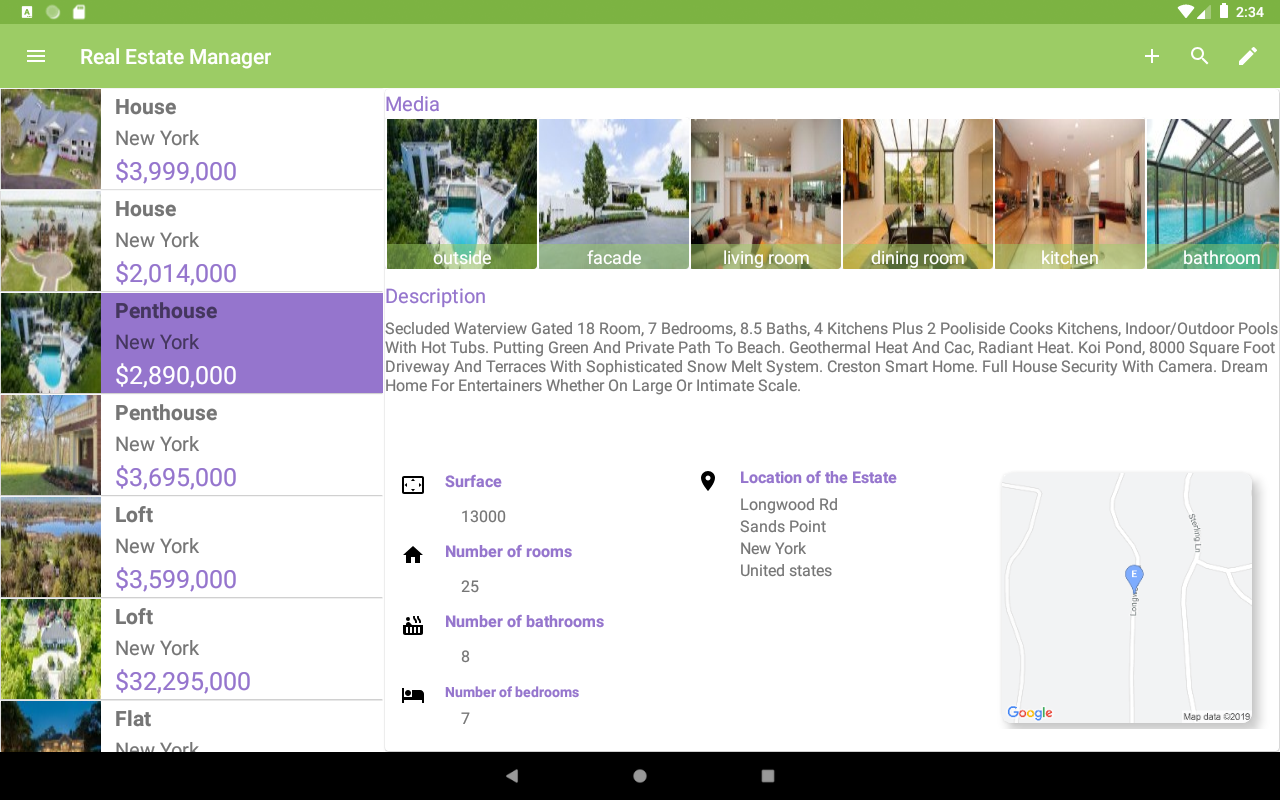 2:34
Real Estate Manager
House
New York
$3,999,000
House
New York
$2,014,000
Penthouse
New York
$2,890,000
Penthouse
New York
$3,695,000
Loft
New York
$3,599,000
Loft
New York
$32,295,000
Flat
New York
Media
outside
facade
living room
dining room
kitchen
bathroom
Description
Secluded Waterview Gated 18 Room, 7 Bedrooms, 8.5 Baths, 4 Kitchens Plus 2 Pooliside Cooks Kitchens, Indoor/Outdoor Pools
With Hot Tubs. Putting Green And Private Path To Beach. Geothermal Heat And Cac, Radiant Heat. Koi Pond, 8000 Square Foot
Driveway And Terraces With Sophisticated Snow Melt System. Creston Smart Home. Full House Security With Camera. Dream
Home For Entertainers Whether On Large Or Intimate Scale.
Surface
13000
Number of rooms
25
Number of bathrooms
8
Number of bedrooms
7
Location of the Estate
Longwood Rd
Sands Point
New York
United states
Sterling Ln
E
Longw
Google
Map data ©2019